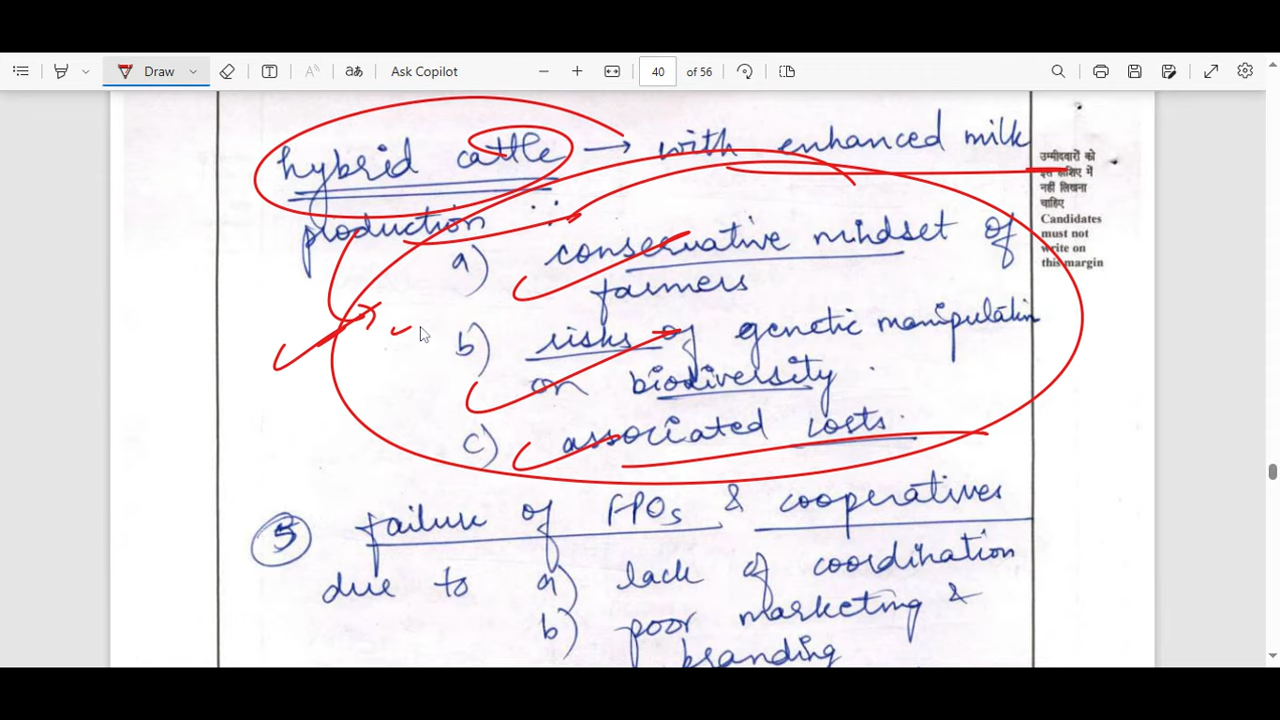 Draw
Ask Copilot
40 of 56
hybrid cattle → with enhanced milk
production ∵
a) conservative mindset of
farmers
b) risks of genetic manipulation
on biodiversity.
c) associated costs.
5 failure of FPOs & cooperatives
due to a) lack of coordination
b) poor marketing &
branding
उम्मीदवारों को
इस हाशिए में
नहीं लिखना
चाहिए
Candidates
must not
write on
this margin